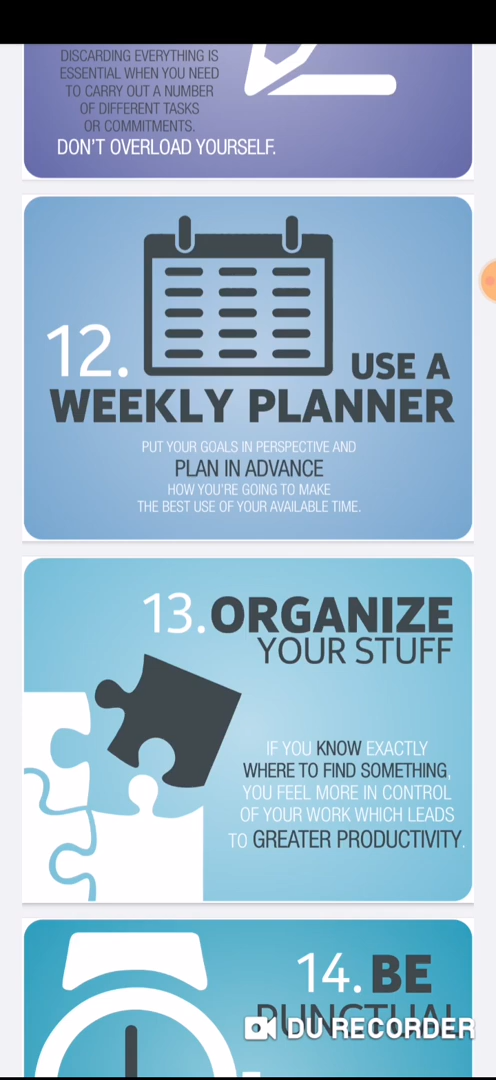 DISCARDING EVERYTHING IS
ESSENTIAL WHEN YOU NEED
TO CARRY OUT A NUMBER
OF DIFFERENT TASKS
OR COMMITMENTS.
DON'T OVERLOAD YOURSELF.
12. USE A
WEEKLY PLANNER
PUT YOUR GOALS IN PERSPECTIVE AND
PLAN IN ADVANCE
HOW YOU'RE GOING TO MAKE
THE BEST USE OF YOUR AVAILABLE TIME.
13. ORGANIZE
YOUR STUFF
IF YOU KNOW EXACTLY
WHERE TO FIND SOMETHING,
YOU FEEL MORE IN CONTROL
OF YOUR WORK WHICH LEADS
TO GREATER PRODUCTIVITY.
14. BE
PUNCTUAL
DU RECORDER